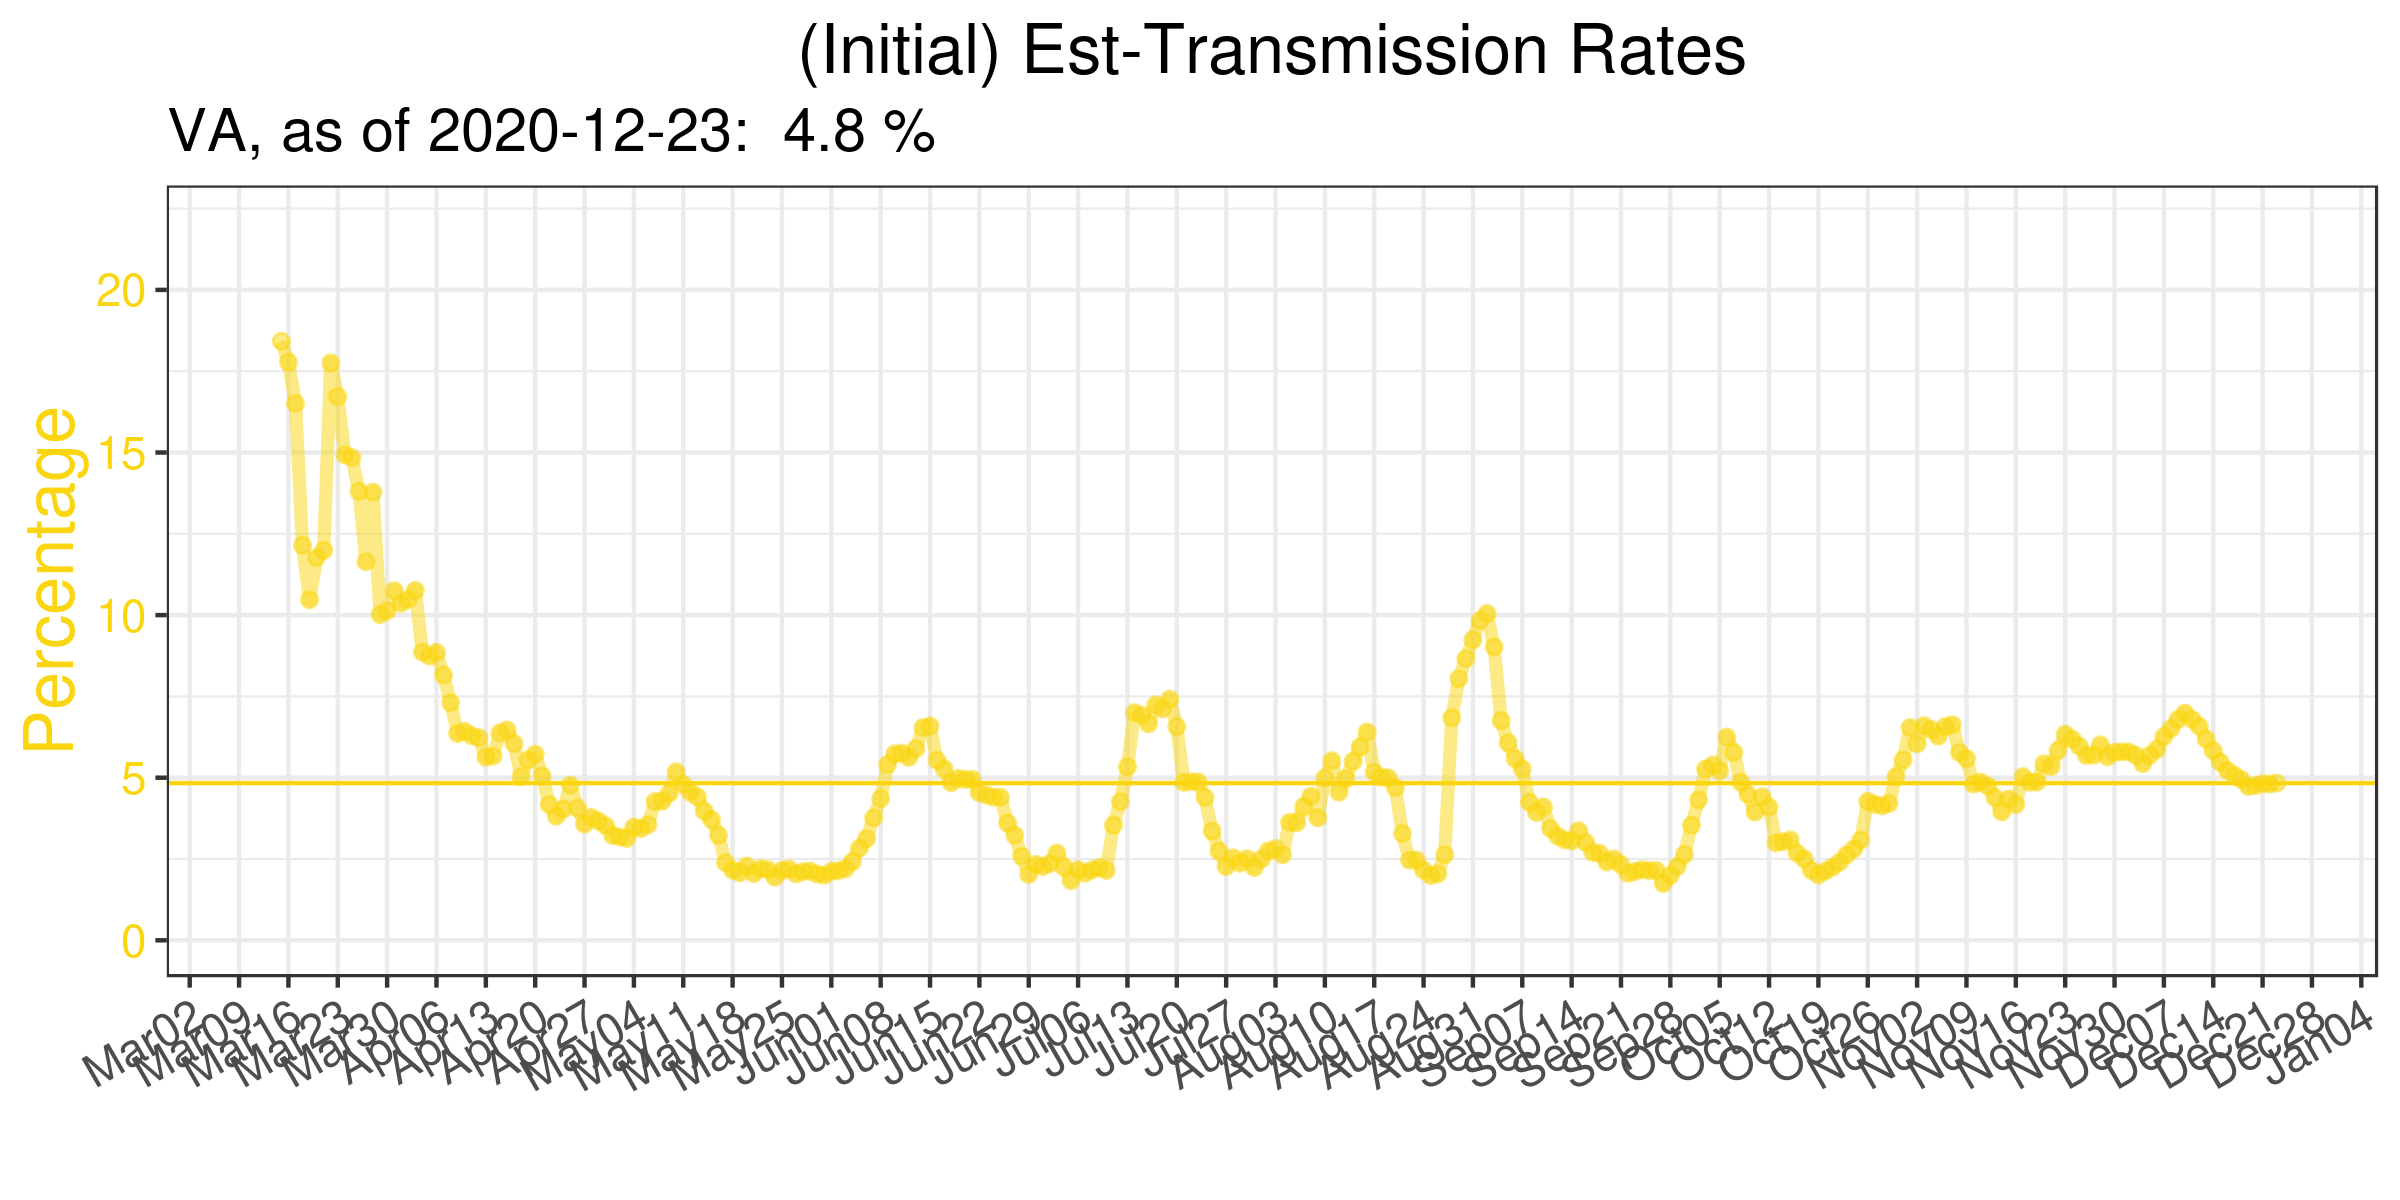 (Initial) Est-Transmission Rates
VA, as of 2020-12-23:  4.8 %
Percentage
20
15
10
5
0
Mar02
Mar09
Mar16
Mar23
Mar30
Apr06
Apr13
Apr20
Apr27
May04
May11
May18
May25
Jun01
Jun08
Jun15
Jun22
Jun29
Jul06
Jul13
Jul20
Jul27
Aug03
Aug10
Aug17
Aug24
Aug31
Sep07
Sep14
Sep21
Sep28
Oct05
Oct12
Oct19
Oct26
Nov02
Nov09
Nov16
Nov23
Nov30
Dec07
Dec14
Dec21
Dec28
Jan04